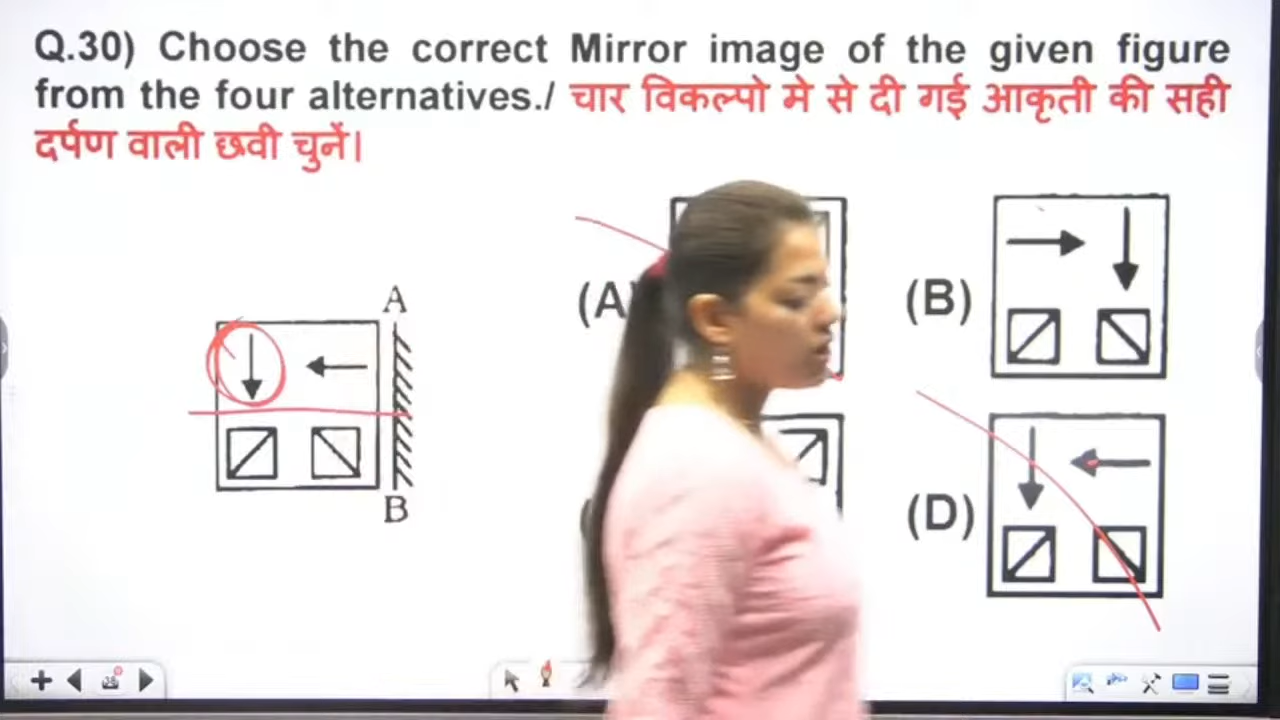 Q.30) Choose the correct Mirror image of the given figure
from the four alternatives./ चार विकल्पो मे से दी गई आकृती की सही
दर्पण वाली छवी चुनें।
A
(A
(B)
B
(D)